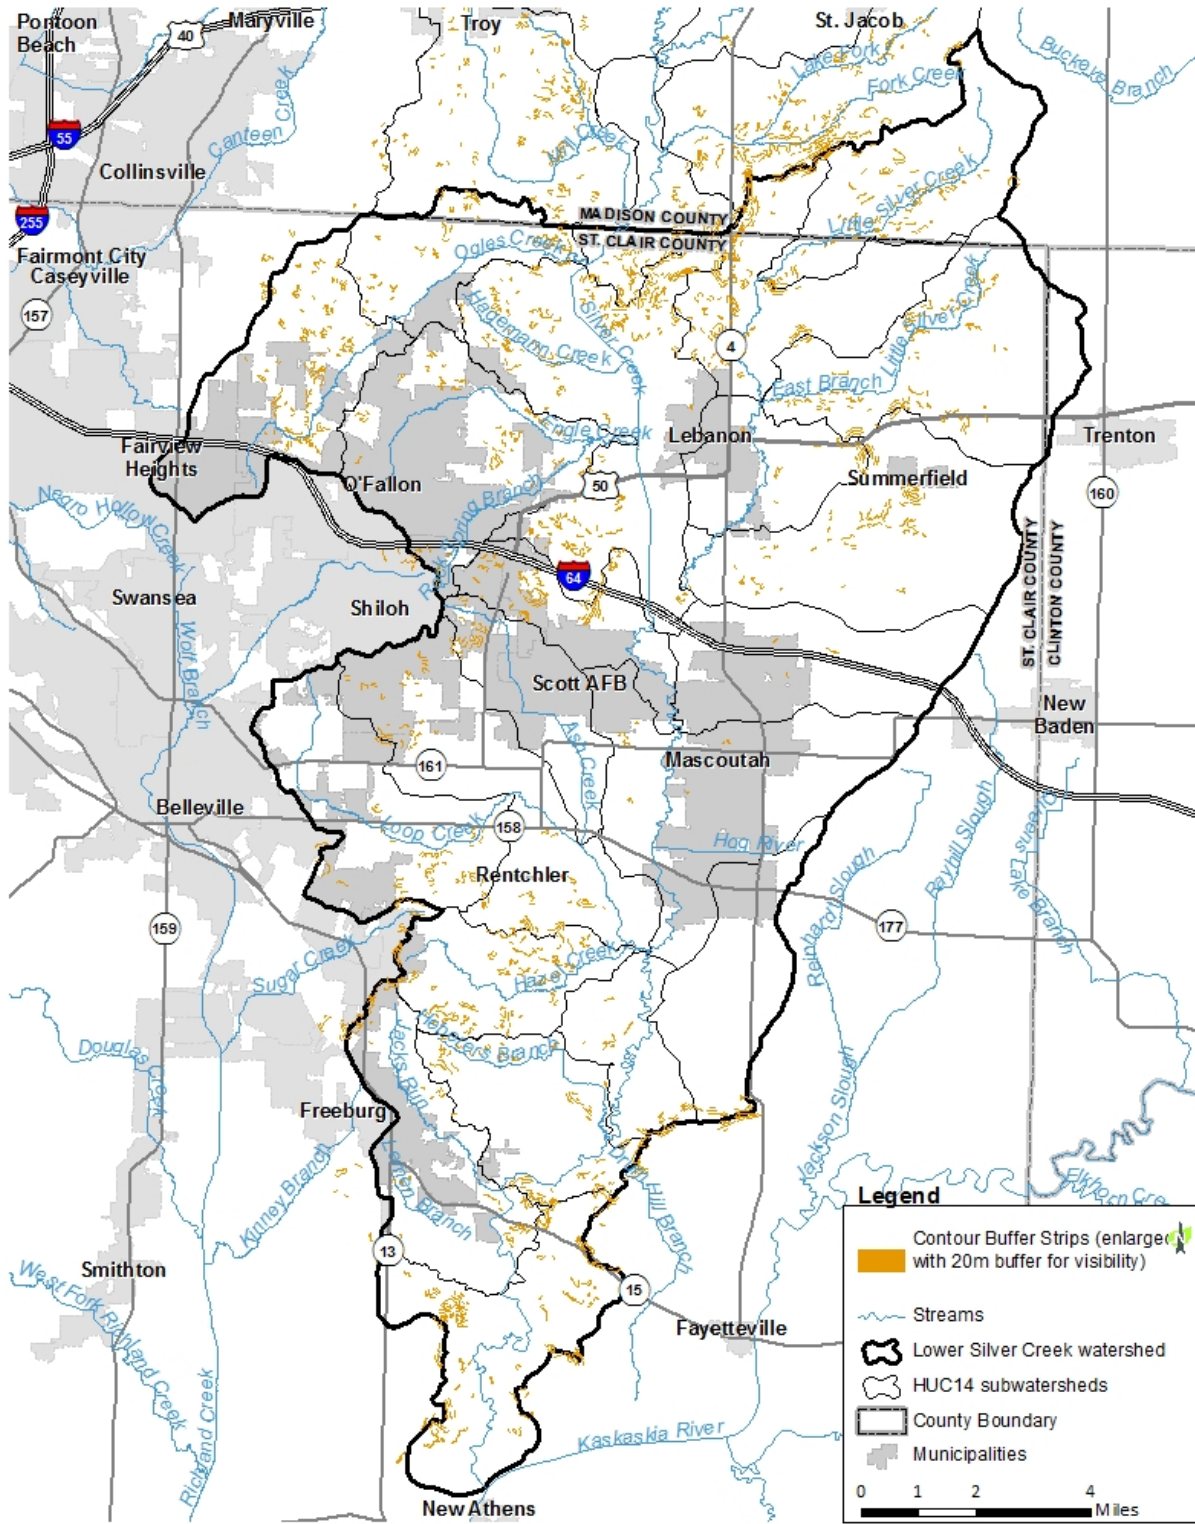 Pontoon
Beach
40
Maryville
Troy
St. Jacob
Lake Fork
Fork Creek
Buckeye Branch
55
Canteen Creek
Mill Creek
Collinsville
255
Little Silver Creek
MADISON COUNTY
ST. CLAIR COUNTY
Fairmont City
Caseyville
Ogles Creek
157
Hagemann Creek
Silver Creek
4
East Branch Little Silver Creek
Fairview
Heights
Engle Creek
Lebanon
Trenton
O'Fallon
50
Summerfield
160
Negro Hollow Creek
Rock Spring Branch
64
ST. CLAIR COUNTY
CLINTON COUNTY
Swansea
Shiloh
Wolf Branch
Scott AFB
New
Baden
Ash Creek
161
Mascoutah
Belleville
Loop Creek
158
Hog River
Rayhill Slough
Lake Branch
Rentchler
Reinhardt Slough
159
177
Sugar Creek
Hazel Creek
Jacks Run
Branch
Douglas Creek
Freeburg
Jackson Slough
Kinney Branch
Lemen Branch
Drum Hill Branch
Elkhorn Cre
13
Smithton
15
West Fork Richland Creek
Fayetteville
Richland Creek
Kaskaskia River
New Athens
Legend
Contour Buffer Strips (enlarged
with 20m buffer for visibility)
N
Streams
Lower Silver Creek watershed
HUC14 subwatersheds
County Boundary
Municipalities
0 1 2 4
Miles